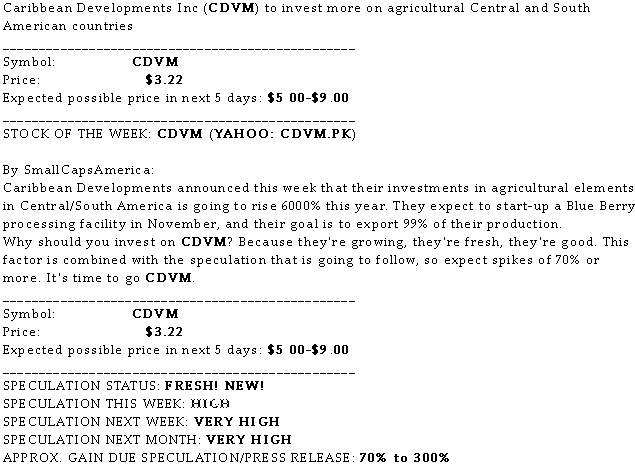 Caribbean Developments Inc (CDVM) to invest more on agricultural Central and South
American countries
_______________________________________________
Symbol: CDVM
Price: $3.22
Expected possible price in next 5 days: $5 00-$9 .00
_______________________________________________
STOCK OF THE WEEK: CDVM (YAHOO: CDVM.PK)
By SmallCapsAmerica:
Caribbean Developments announced this week that their investments in agricultural elements
in Central/South America is going to rise 6000% this year. They expect to start-up a Blue Berry
processing facility in November, and their goal is to export 99% of their production.
Why should you invest on CDVM? Because they're growing, they're fresh, they're good. This
factor is combined with the speculation that is going to follow, so expect spikes of 70% or
more. It's time to go CDVM.
_______________________________________________
Symbol: CDVM
Price: $3.22
Expected possible price in next 5 days: $5 00-$9 .00
_______________________________________________
SPECULATION STATUS: FRESH! NEW!
SPECULATION THIS WEEK: HIGH
SPECULATION NEXT WEEK: VERY HIGH
SPECULATION NEXT MONTH: VERY HIGH
APPROX. GAIN DUE SPECULATION/PRESS RELEASE: 70% to 300%